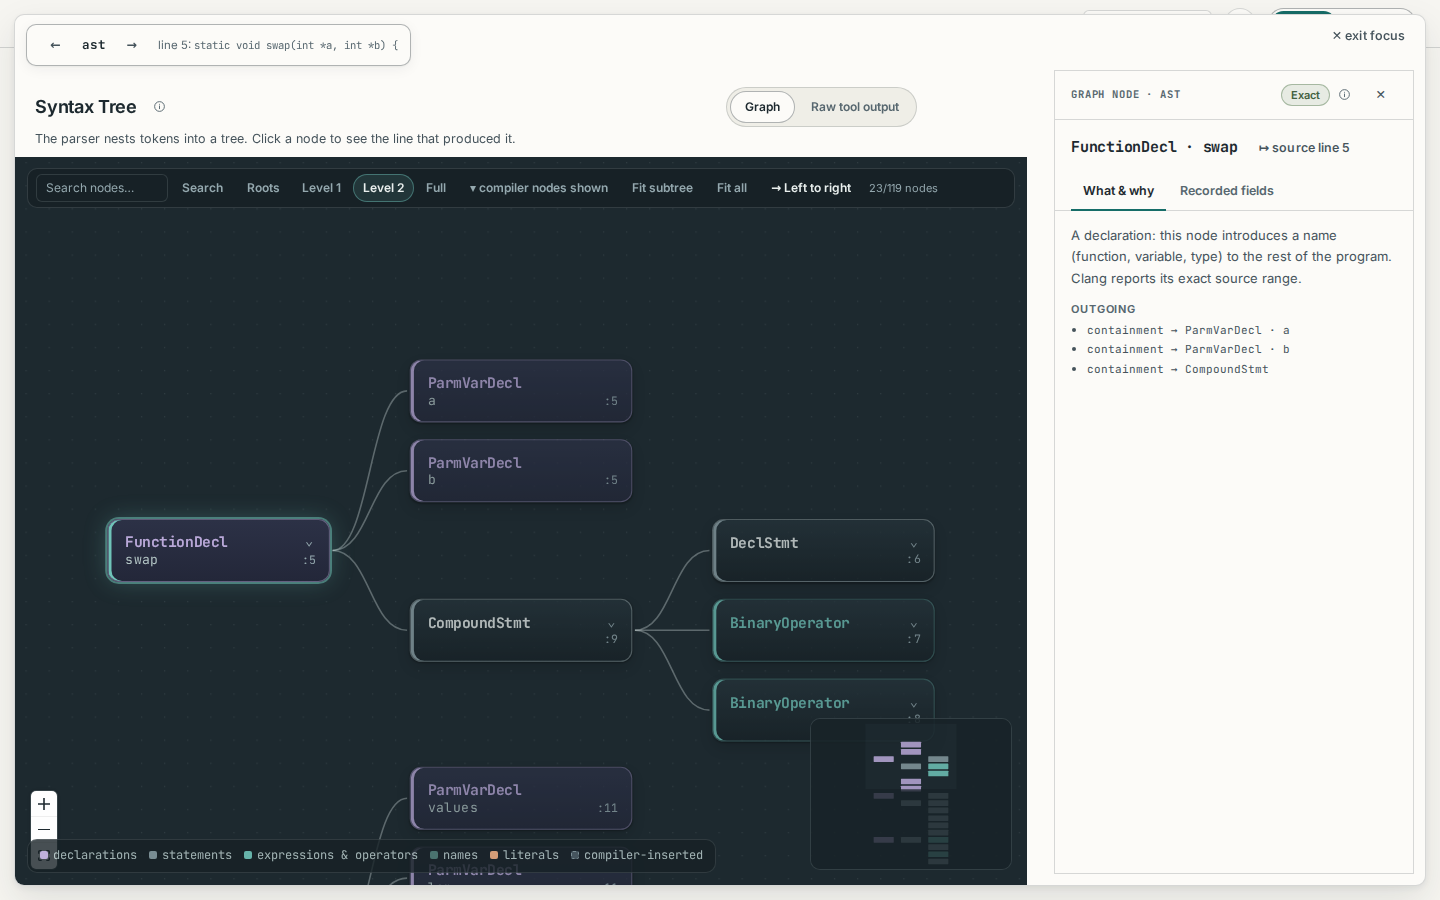 ← ast → line 5: static void swap(int *a, int *b) {
✕ exit focus
Syntax Tree
Graph Raw tool output
The parser nests tokens into a tree. Click a node to see the line that produced it.
Search nodes... Search Roots Level 1 Level 2 Full ▾ compiler nodes shown Fit subtree Fit all → Left to right 23/119 nodes
ParmVarDecl
a :5
ParmVarDecl
b :5
FunctionDecl
swap :5
CompoundStmt
:9
DeclStmt
:6
BinaryOperator
:7
BinaryOperator
:8
ParmVarDecl
values :11
ParmVarDecl
declarations statements expressions & operators names literals compiler-inserted
GRAPH NODE · AST Exact ✕
FunctionDecl · swap ↦ source line 5
What & why Recorded fields
A declaration: this node introduces a name
(function, variable, type) to the rest of the program.
Clang reports its exact source range.
OUTGOING
• containment → ParmVarDecl · a
• containment → ParmVarDecl · b
• containment → CompoundStmt